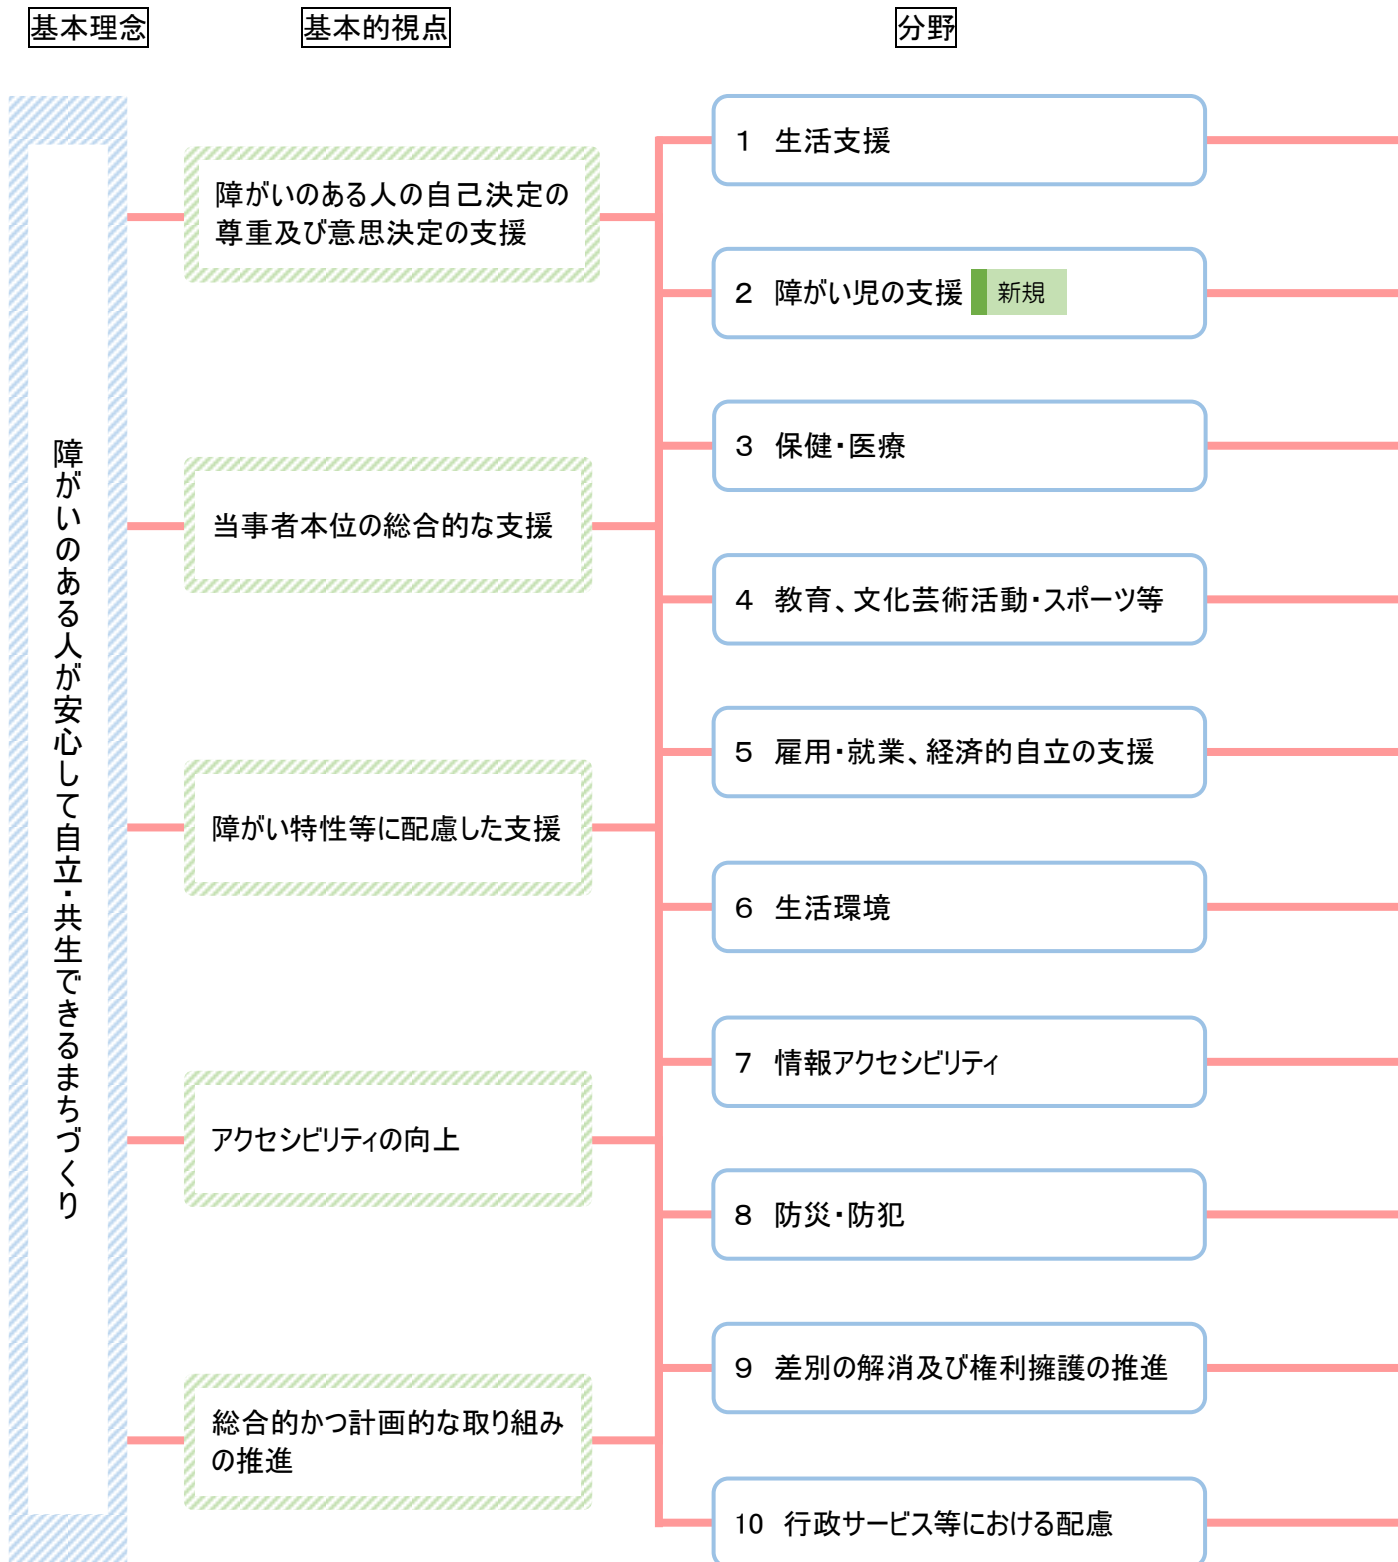 基本理念
基本的視点
分野
障がいのある人が安心して自立・共生できるまちづくり
障がいのある人の自己決定の
尊重及び意思決定の支援
当事者本位の総合的な支援
障がい特性等に配慮した支援
アクセシビリティの向上
総合的かつ計画的な取り組み
の推進
1 生活支援
2 障がい児の支援 新規
3 保健・医療
4 教育、文化芸術活動・スポーツ等
5 雇用・就業、経済的自立の支援
6 生活環境
7 情報アクセシビリティ
8 防災・防犯
9 差別の解消及び権利擁護の推進
10 行政サービス等における配慮